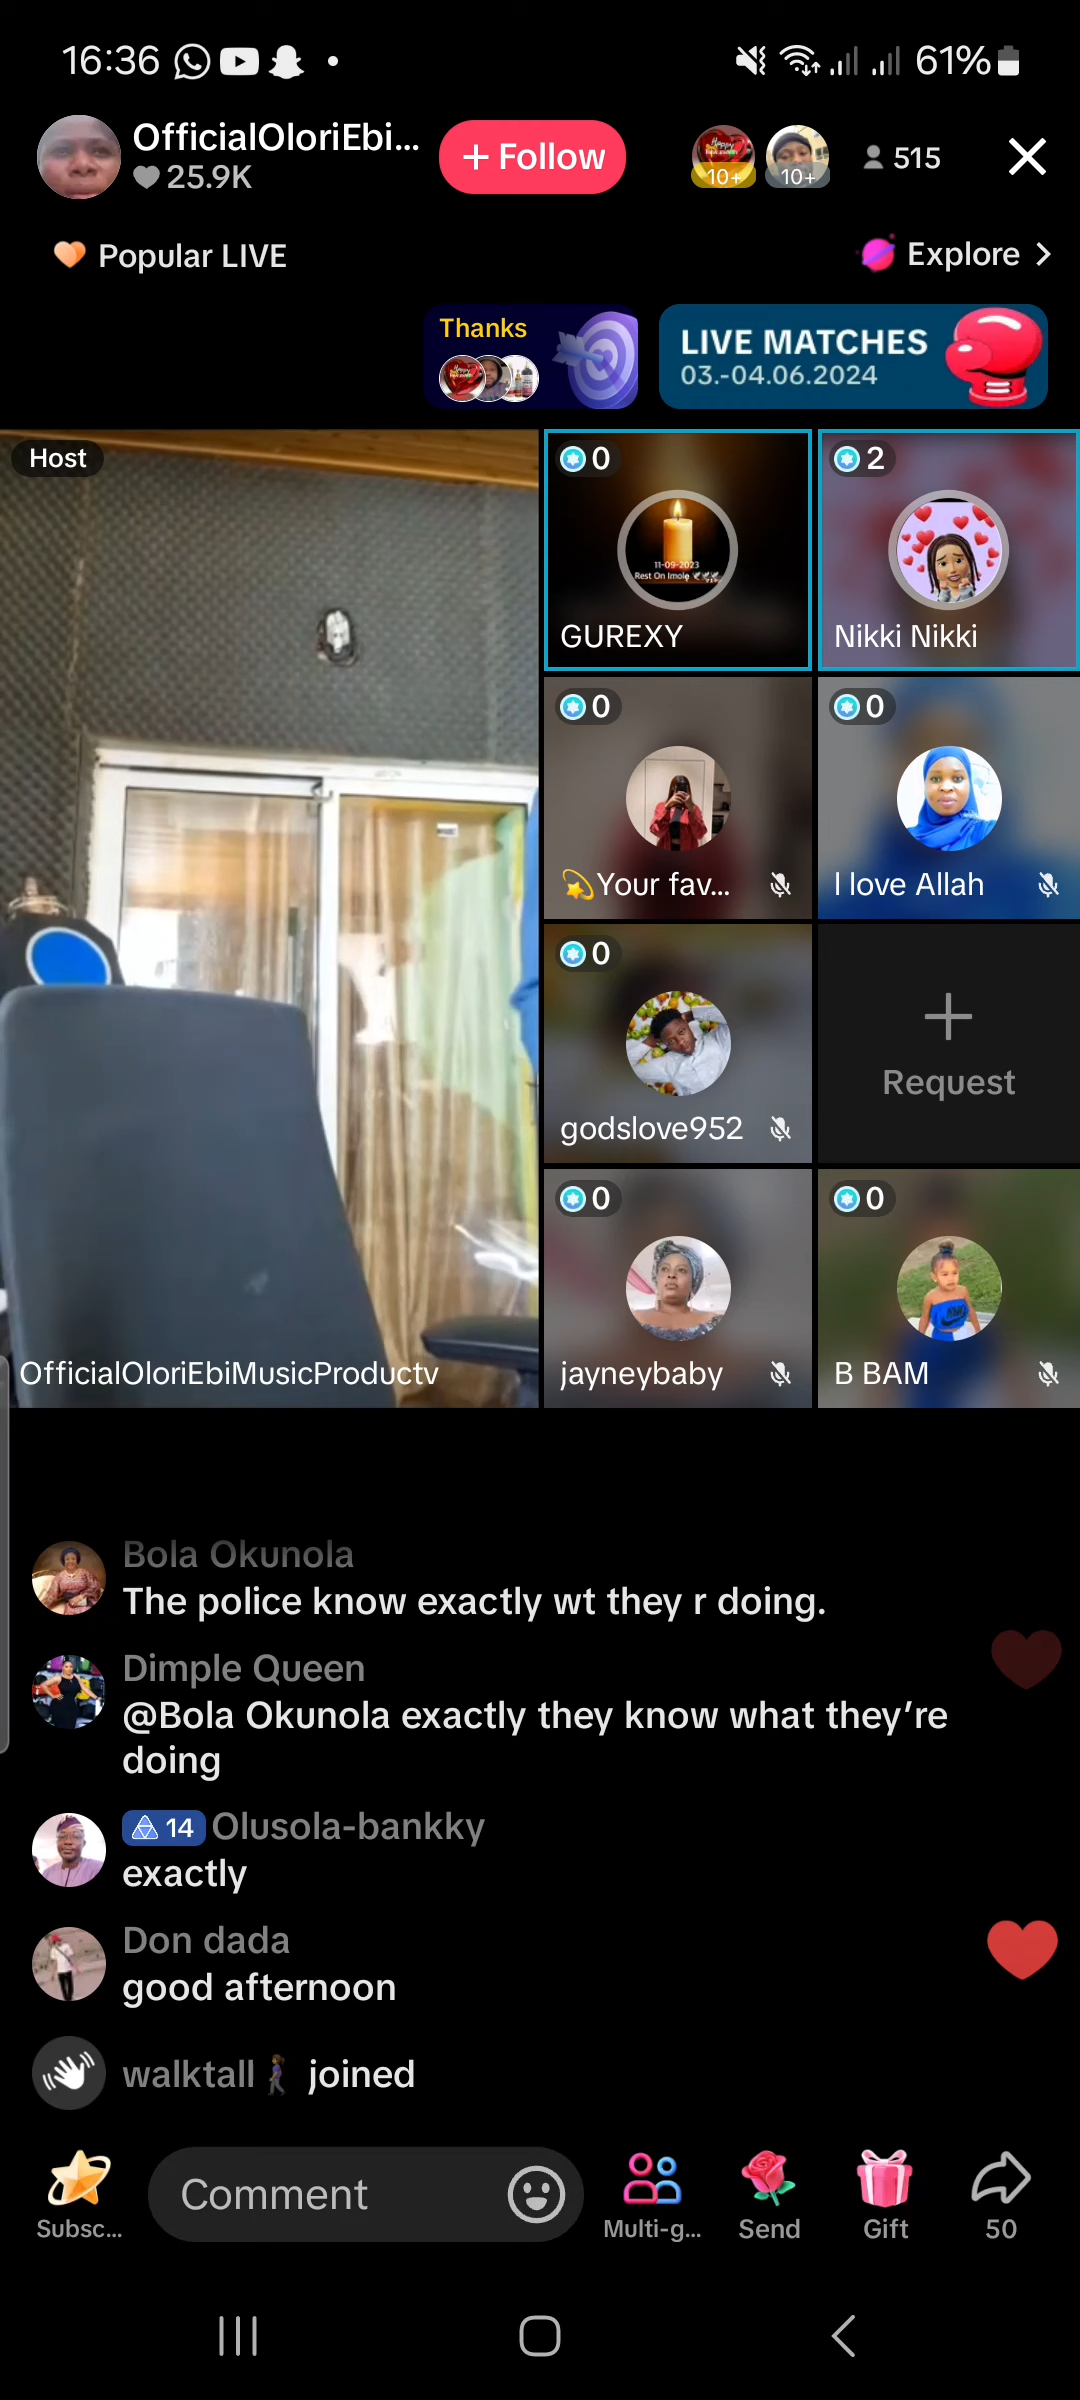 16:36
61%
OfficialOloriEbi...
25.9K
+ Follow
10+
10+
515
Popular LIVE
Explore
Thanks
LIVE MATCHES
03.-04.06.2024
Host
0
11-09-2023
Rest On Imole
GUREXY
2
Nikki Nikki
0
Your fav...
0
I love Allah
0
godslove952
Request
OfficialOloriEbiMusicProductv
0
jayneybaby
0
B BAM
Bola Okunola
The police know exactly wt they r doing.
Dimple Queen
@Bola Okunola exactly they know what they’re
doing
14 Olusola-bankky
exactly
Don dada
good afternoon
walktall joined
Subsc...
Comment
Multi-g...
Send
Gift
50